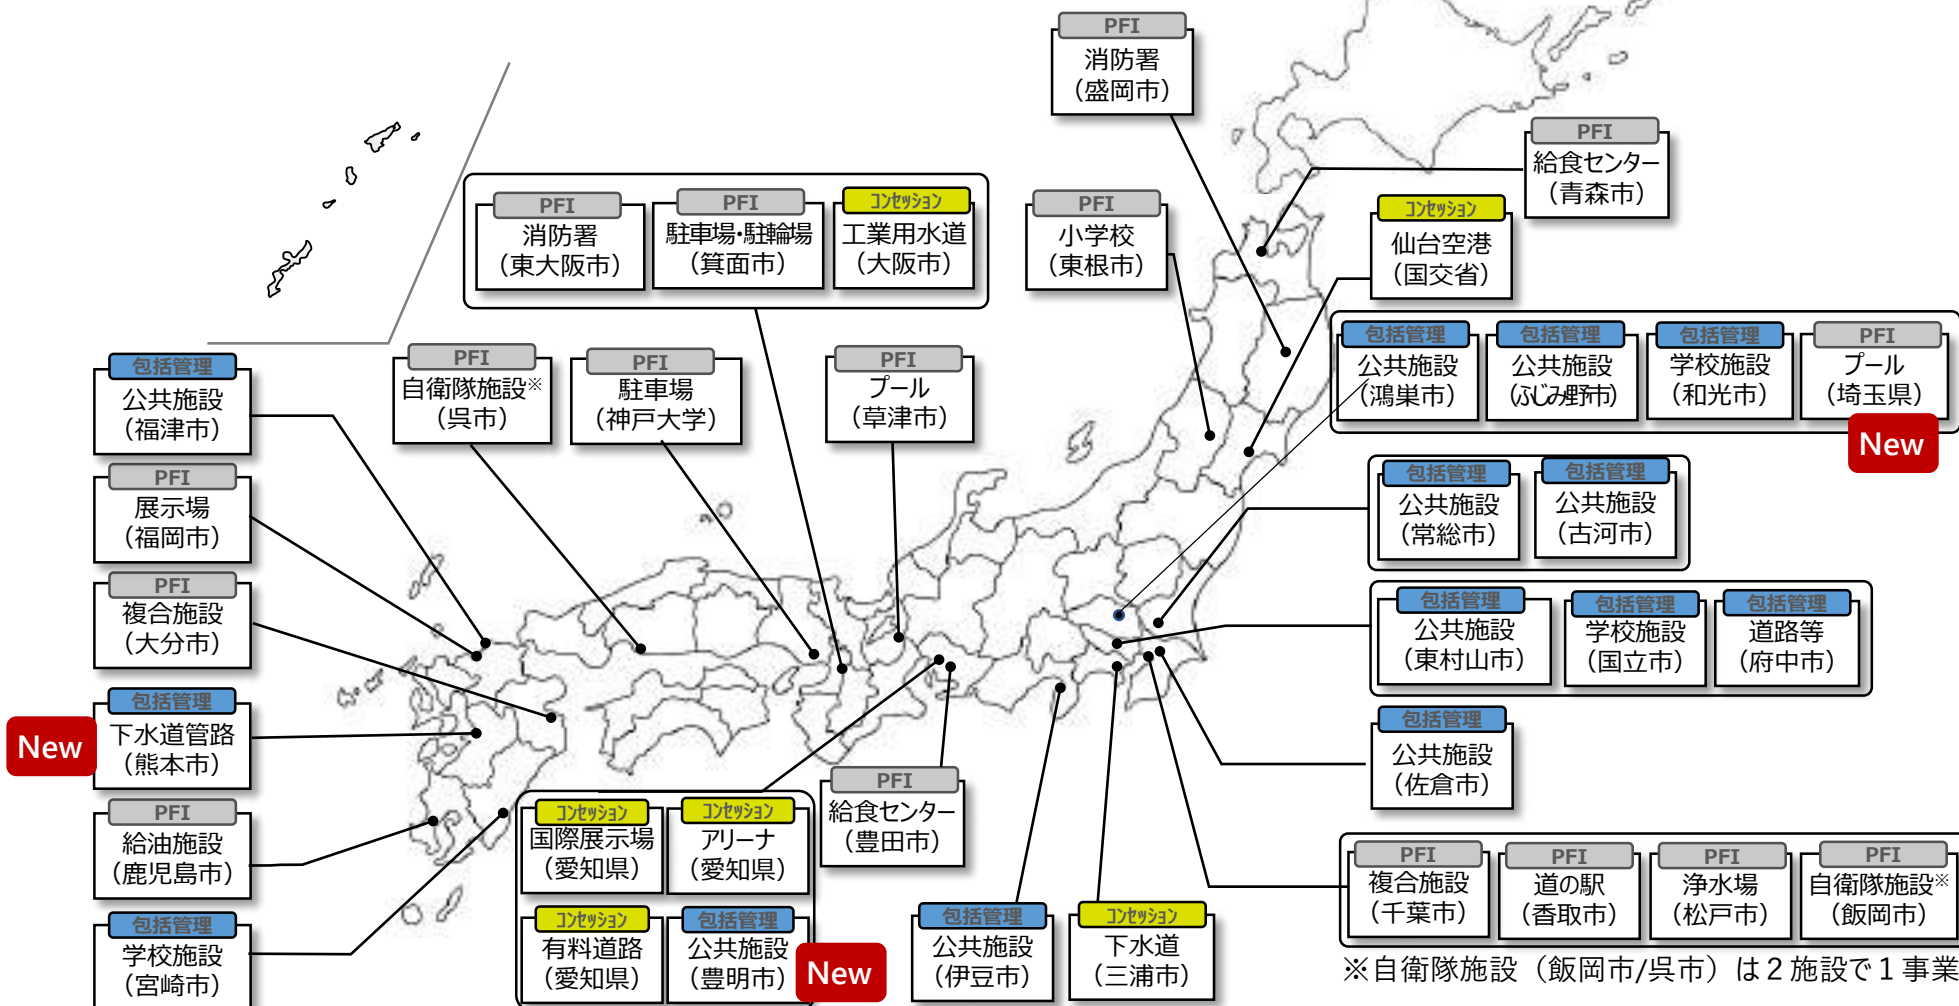 PFI
消防署
（盛岡市）
PFI
給食センター
（青森市）
PFI
消防署
（東大阪市）
PFI
駐車場・駐輪場
（箕面市）
コンセッション
工業用水道
（大阪市）
PFI
小学校
（東根市）
コンセッション
仙台空港
（国交省）
包括管理
公共施設
（鴻巣市）
包括管理
公共施設
（ふじみ野市）
包括管理
学校施設
（和光市）
PFI
プール
（埼玉県）
New
包括管理
公共施設
（福津市）
PFI
自衛隊施設※
（呉市）
PFI
駐車場
（神戸大学）
PFI
プール
（草津市）
包括管理
公共施設
（常総市）
包括管理
公共施設
（古河市）
PFI
展示場
（福岡市）
PFI
複合施設
（大分市）
包括管理
公共施設
（東村山市）
包括管理
学校施設
（国立市）
包括管理
道路等
（府中市）
New
包括管理
下水道管路
（熊本市）
包括管理
公共施設
（佐倉市）
PFI
給油施設
（鹿児島市）
コンセッション
国際展示場
（愛知県）
コンセッション
アリーナ
（愛知県）
PFI
給食センター
（豊田市）
PFI
複合施設
（千葉市）
PFI
道の駅
（香取市）
PFI
浄水場
（松戸市）
PFI
自衛隊施設※
（飯岡市）
包括管理
学校施設
（宮崎市）
コンセッション
有料道路
（愛知県）
包括管理
公共施設
（豊明市）
New
包括管理
公共施設
（伊豆市）
コンセッション
下水道
（三浦市）
※自衛隊施設（飯岡市/呉市）は２施設で１事業